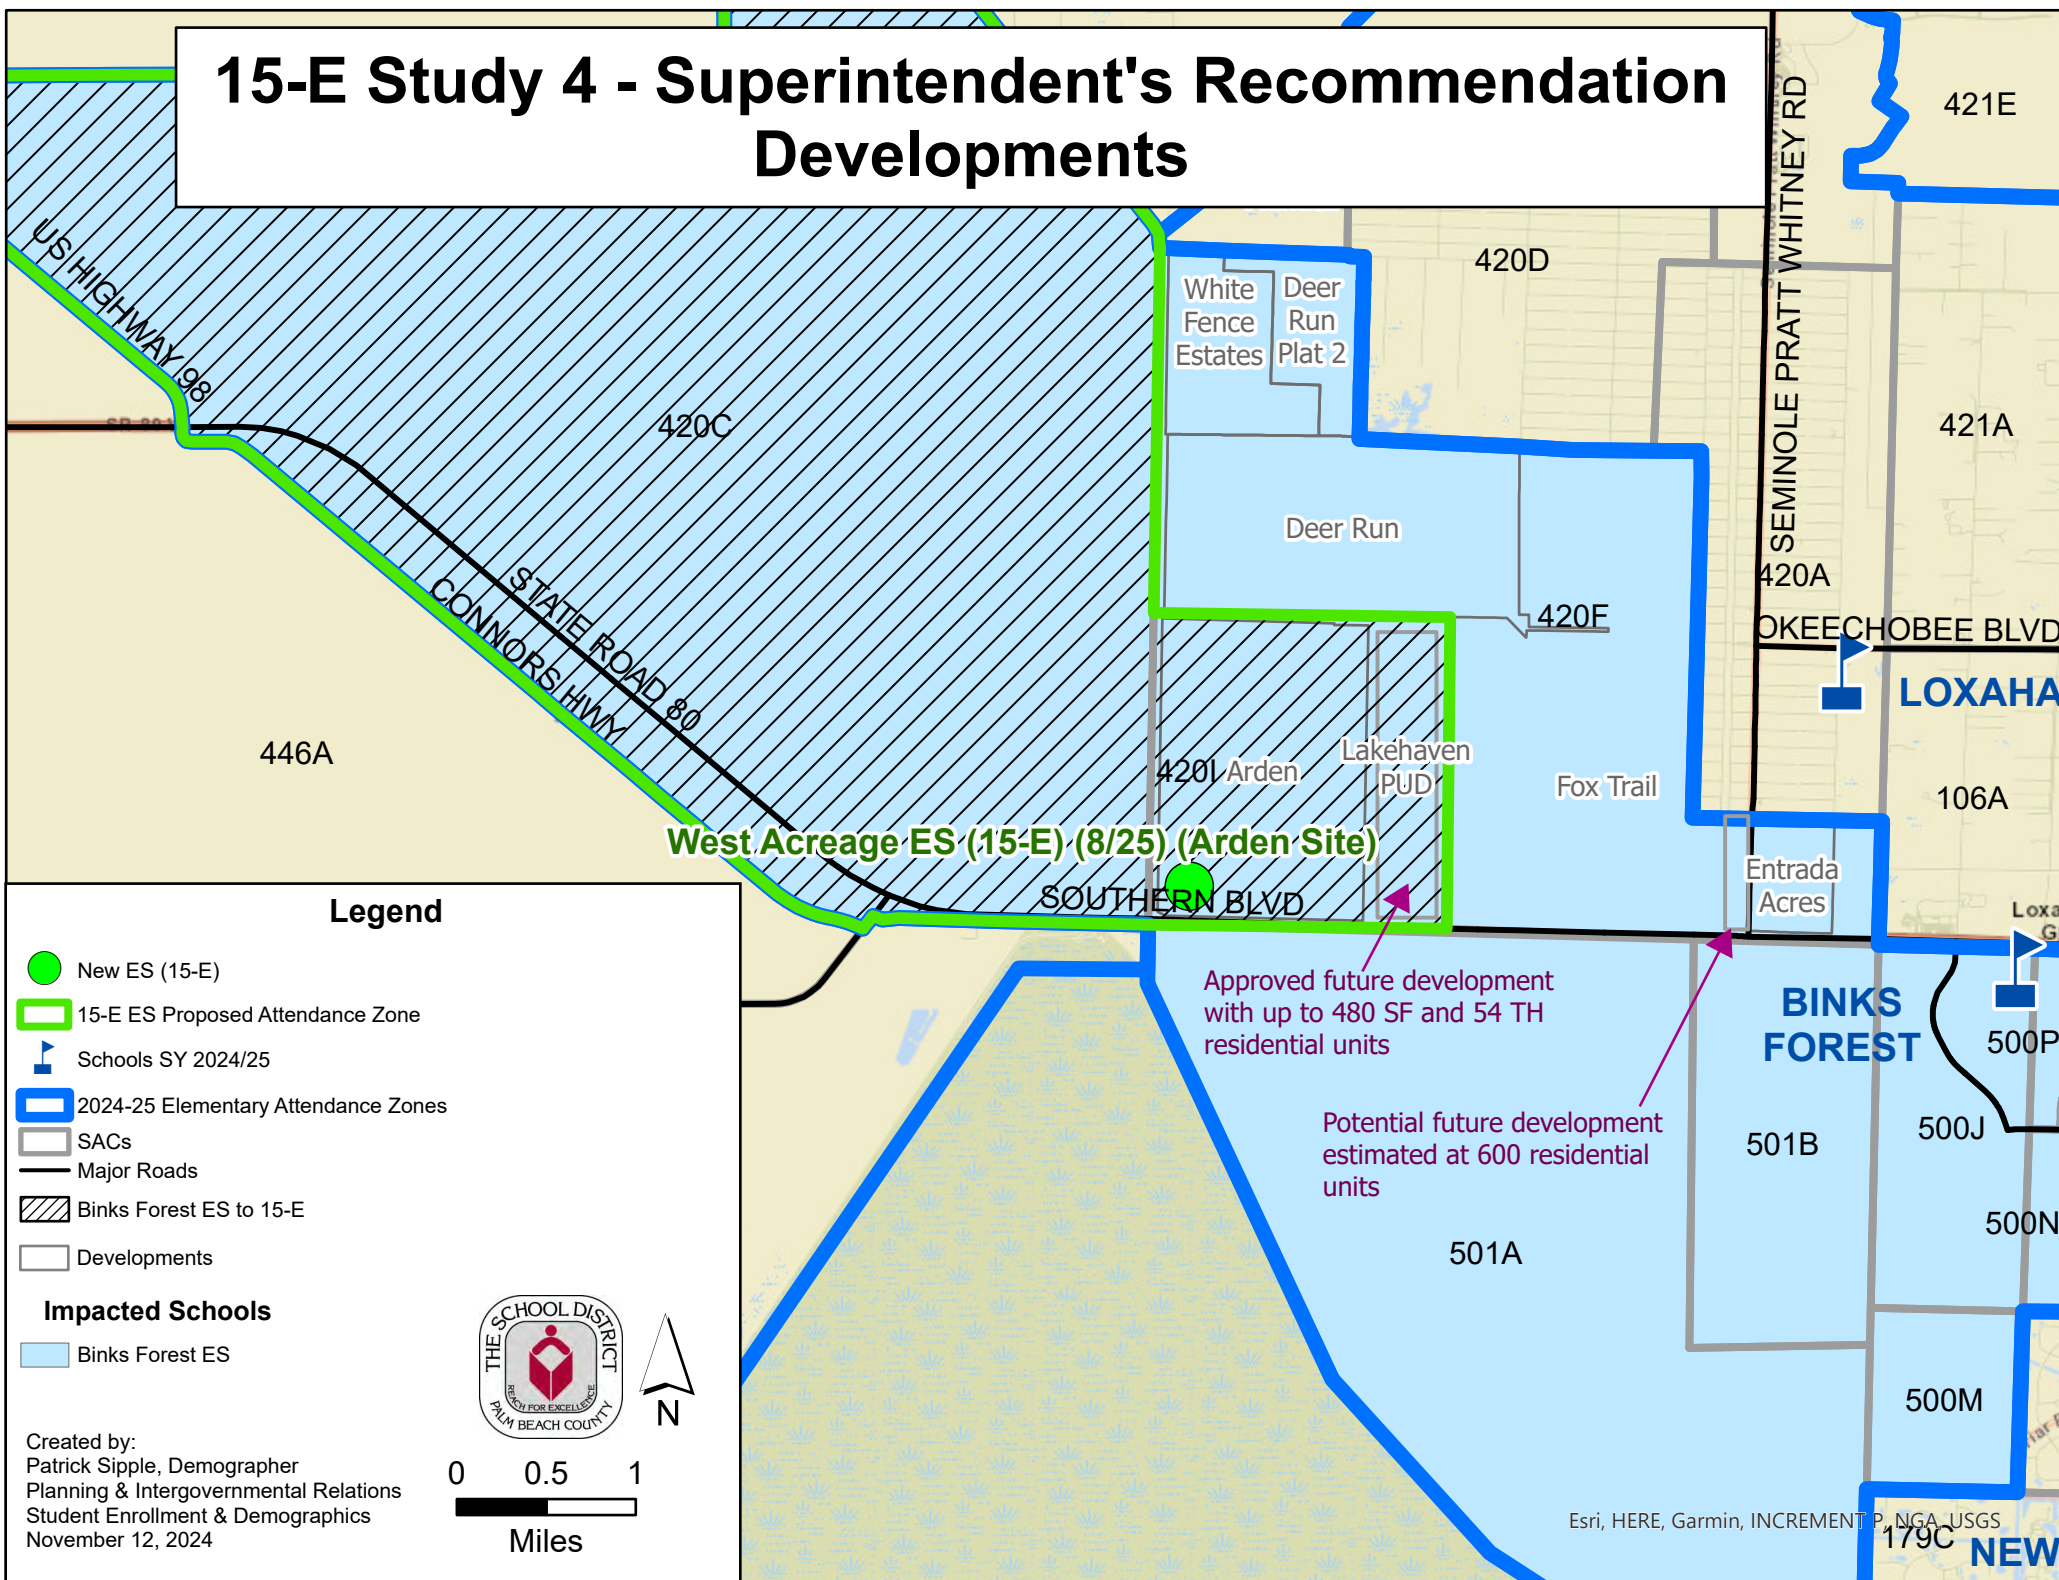 15-E Study 4 - Superintendent's Recommendation
Developments
421E
SEMINOLE PRATT WHITNEY RD
US HIGHWAY 98
420D
White
Fence
Estates
Deer
Run
Plat 2
420C
421A
Deer Run
STATE ROAD 80
CONNORS HWY
420A
420F
OKEECHOBEE BLVD
LOXAHA
446A
420I
Arden
Lakehaven
PUD
Fox Trail
106A
West Acreage ES (15-E) (8/25) (Arden Site)
SOUTHERN BLVD
Entrada
Acres
Loxa
G
Approved future development
with up to 480 SF and 54 TH
residential units
BINKS
FOREST
500P
Potential future development
estimated at 600 residential
units
501B
500J
500N
501A
500M
179C
NEW
Esri, HERE, Garmin, INCREMENT P, NGA, USGS
Legend
New ES (15-E)
15-E ES Proposed Attendance Zone
Schools SY 2024/25
2024-25 Elementary Attendance Zones
SACs
Major Roads
Binks Forest ES to 15-E
Developments
Impacted Schools
Binks Forest ES
THE SCHOOL DISTRICT
REACH FOR EXCELLENCE
PALM BEACH COUNTY
N
Created by:
Patrick Sipple, Demographer
Planning & Intergovernmental Relations
Student Enrollment & Demographics
November 12, 2024
0 0.5 1
Miles